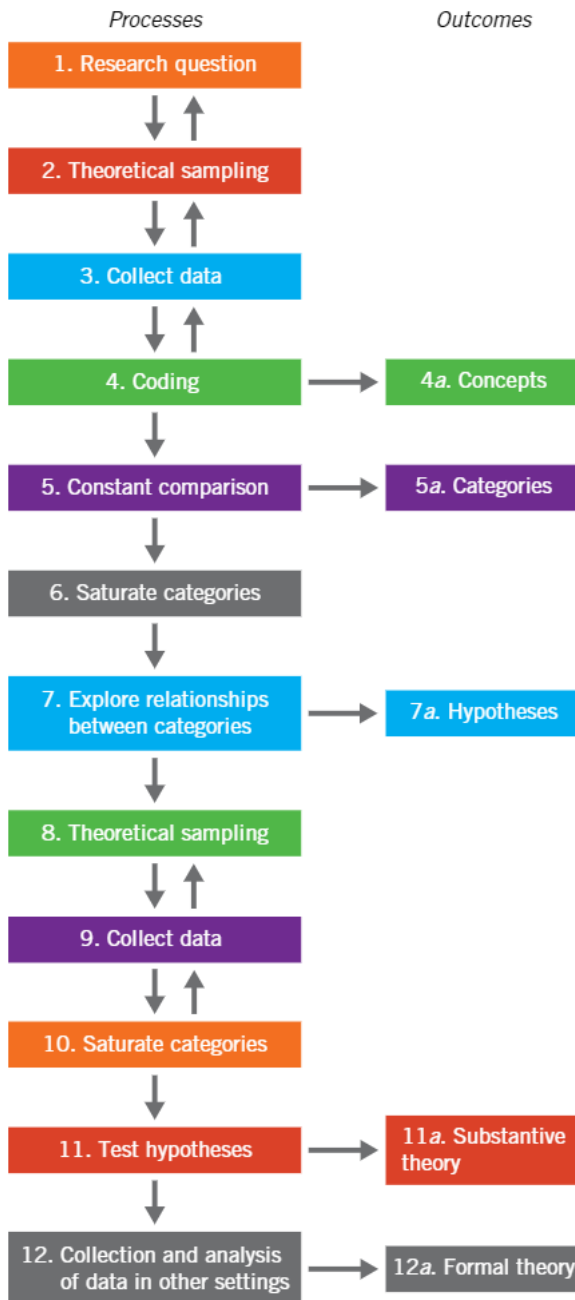 Processes Outcomes
1. Research question
2. Theoretical sampling
3. Collect data
4. Coding 4a. Concepts
5. Constant comparison 5a. Categories
6. Saturate categories
7. Explore relationships
between categories
7a. Hypotheses
8. Theoretical sampling
9. Collect data
10. Saturate categories
11. Test hypotheses
11a. Substantive
theory
12. Collection and analysis
of data in other settings
12a. Formal theory